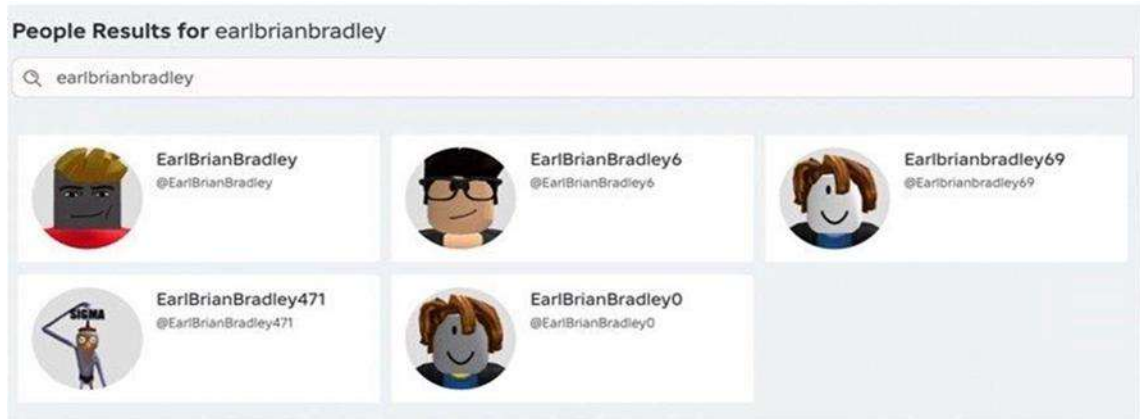 People Results for earlbrianbradley
earlbrianbradley
EarlBrianBradley
@EarlBrianBradley
EarlBrianBradley6
@EarlBrianBradley6
Earlbrianbradley69
@Earlbrianbradley69
SIGMA
EarlBrianBradley471
@EarlBrianBradley471
EarlBrianBradley0
@EarlBrianBradley0